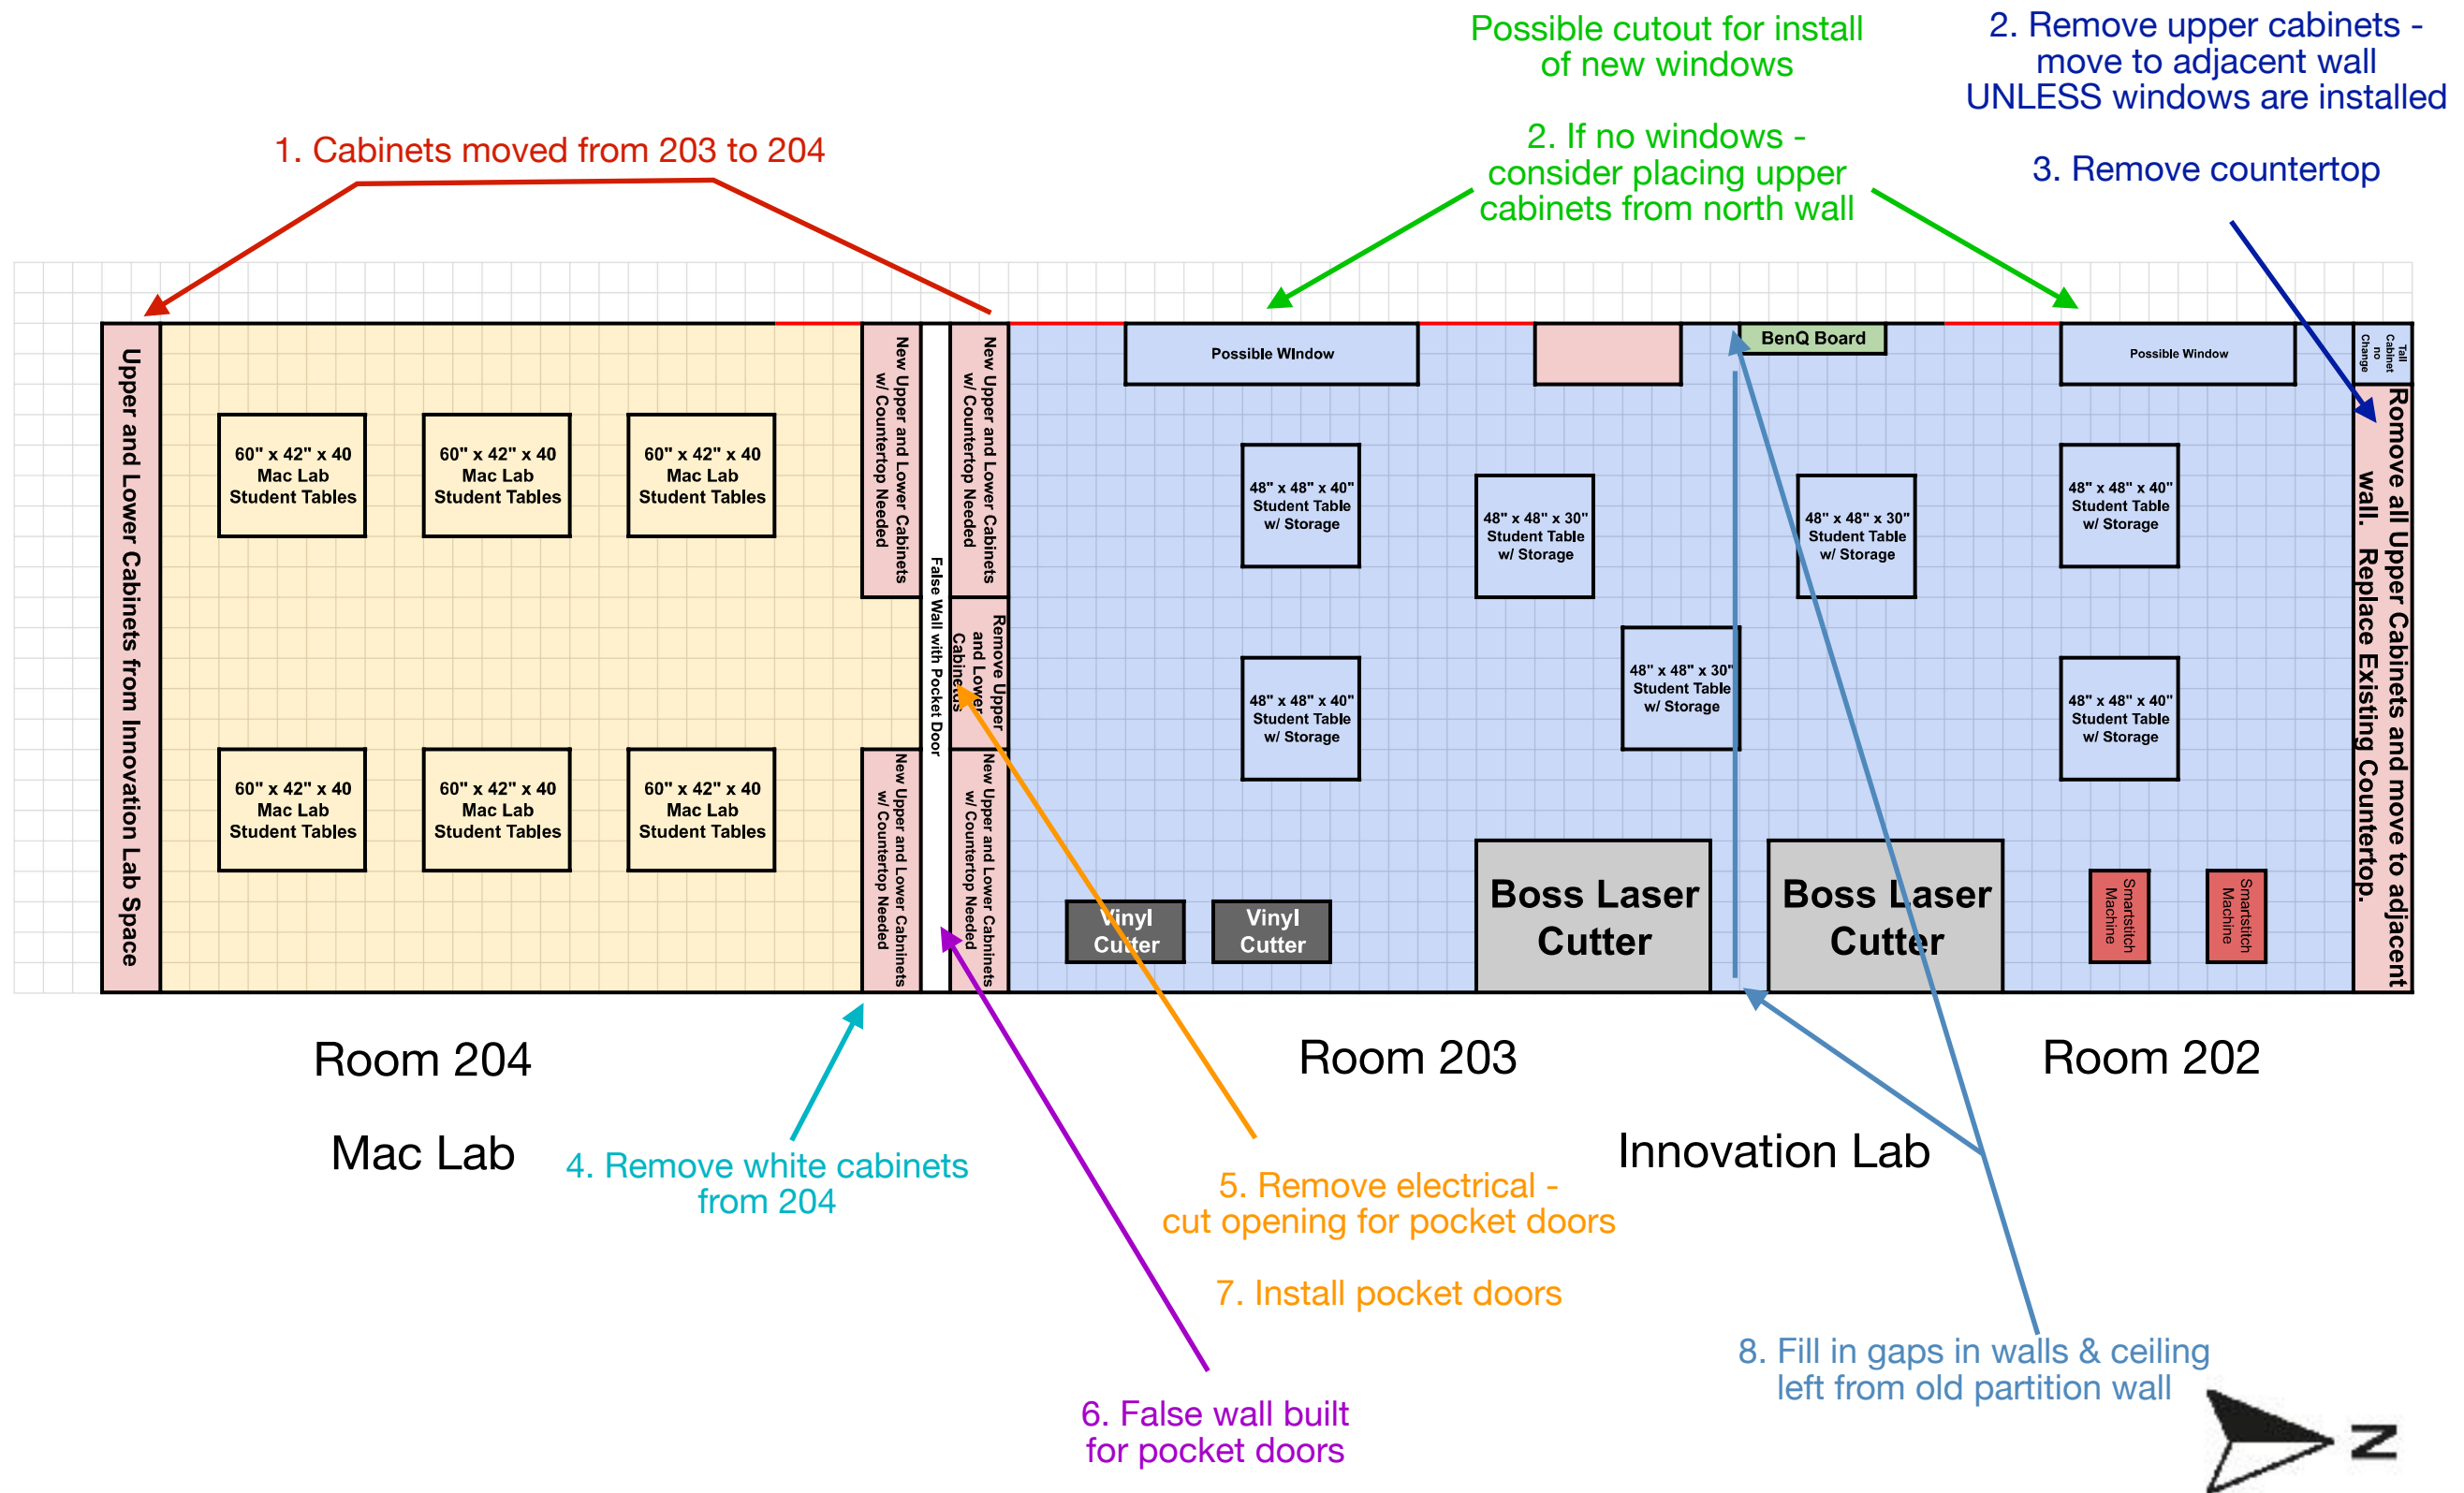 Possible cutout for install
of new windows
2. Remove upper cabinets -
move to adjacent wall
UNLESS windows are installed
1. Cabinets moved from 203 to 204
2. If no windows -
consider placing upper
cabinets from north wall
3. Remove countertop
Upper and Lower Cabinets from Innovation Lab Space
60" x 42" x 40
Mac Lab
Student Tables
60" x 42" x 40
Mac Lab
Student Tables
60" x 42" x 40
Mac Lab
Student Tables
60" x 42" x 40
Mac Lab
Student Tables
60" x 42" x 40
Mac Lab
Student Tables
60" x 42" x 40
Mac Lab
Student Tables
New Upper and Lower Cabinets
w/ Countertop Needed
New Upper and Lower Cabinets
w/ Countertop Needed
False Wall with Pocket Door
New Upper and Lower Cabinets
w/ Countertop Needed
Remove Upper
and Lower
Cabinetds
New Upper and Lower Cabninets
w/ Countertop Needed
Possible WIndow
BenQ Board
Possible Window
Tall
Cabinet
no
Change
48" x 48" x 40"
Student Table
w/ Storage
48" x 48" x 30"
Student Table
w/ Storage
48" x 48" x 30"
Student Table
w/ Storage
48" x 48" x 40"
Student Table
w/ Storage
48" x 48" x 40"
Student Table
w/ Storage
48" x 48" x 30"
Student Table
w/ Storage
48" x 48" x 40"
Student Table
w/ Storage
Vinyl
Cutter
Vinyl
Cutter
Boss Laser
Cutter
Boss Laser
Cutter
Smartstitch
Machine
Smartstitch
Machine
Romove all Upper Cabinets and move to adjacent
wall. Replace Existing Countertop.
Room 204
Room 203
Room 202
Mac Lab
Innovation Lab
4. Remove white cabinets
from 204
5. Remove electrical -
cut opening for pocket doors
7. Install pocket doors
6. False wall built
for pocket doors
8. Fill in gaps in walls & ceiling
left from old partition wall
N